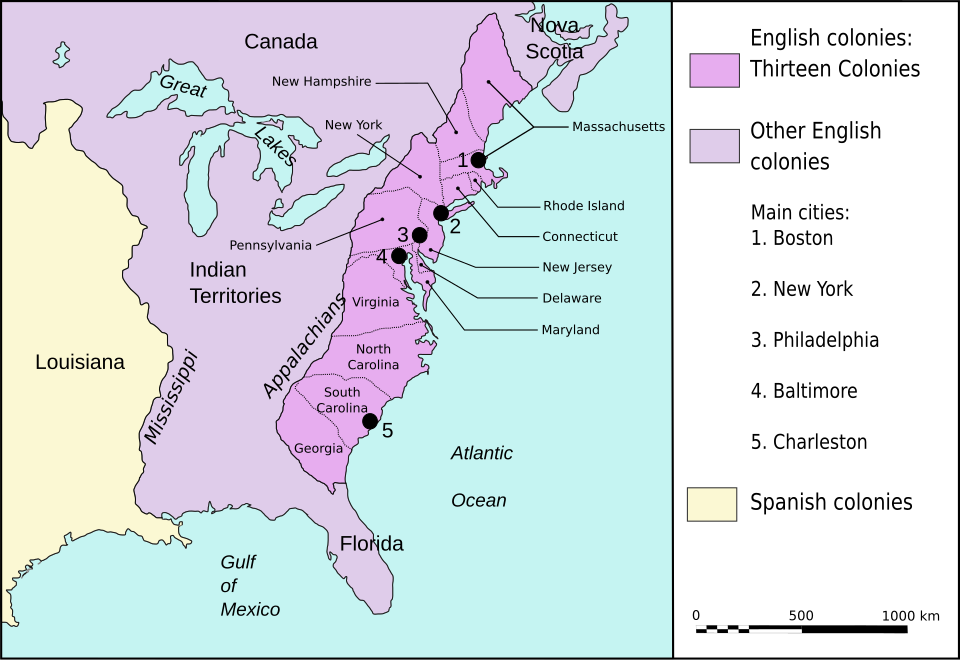 Nova
Scotia
Canada
Great
Lakes
New Hampshire
New York
Massachusetts
1
Rhode Island
2
Connecticut
3
Pennsylvania
4
New Jersey
Indian
Territories
Delaware
Virginia
Maryland
Appalachians
Louisiana
Mississippi
North
Carolina
South
Carolina
5
Georgia
Atlantic
Ocean
Florida
Gulf
of
Mexico
English colonies:
Thirteen Colonies
Other English
colonies
Main cities:
1. Boston
2. New York
3. Philadelphia
4. Baltimore
5. Charleston
Spanish colonies
0 500 1000 km